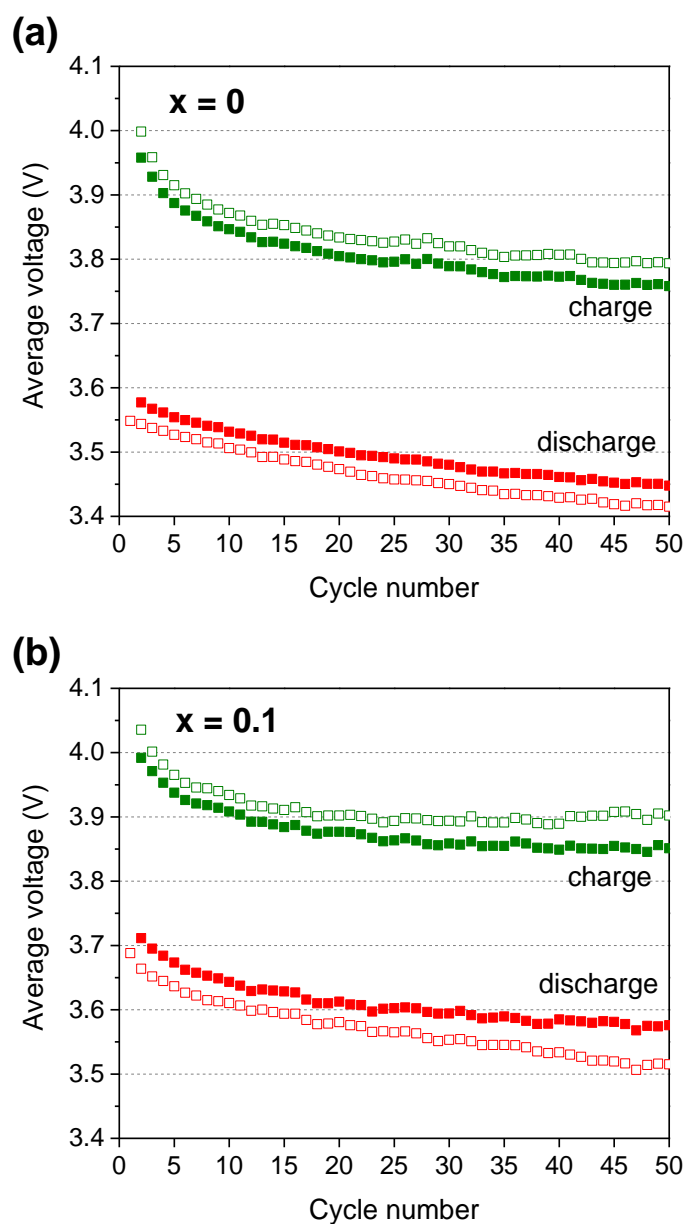 (a)
4.1
x = 0
4.0
3.9
3.8
charge
3.7
3.6
discharge
3.5
3.4
0 5 10 15 20 25 30 35 40 45 50
Average voltage (V)
Cycle number
(b)
4.1
x = 0.1
4.0
3.9
3.8
charge
3.7
discharge
3.6
3.5
3.4
0 5 10 15 20 25 30 35 40 45 50
Average voltage (V)
Cycle number